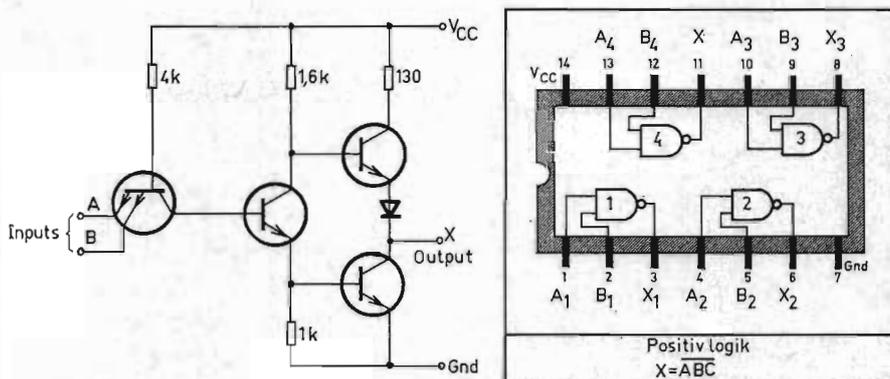 V_CC
4k
1,6k
130
A
B
Inputs
X
Output
1k
Gnd
A4 B4 X A3 B3 X3
14 13 12 11 10 9 8
V_CC
4
3
1
2
1 2 3 4 5 6 7
Gnd
A1 B1 X1 A2 B2 X2
Positiv logik
X=A̅B̅C̅